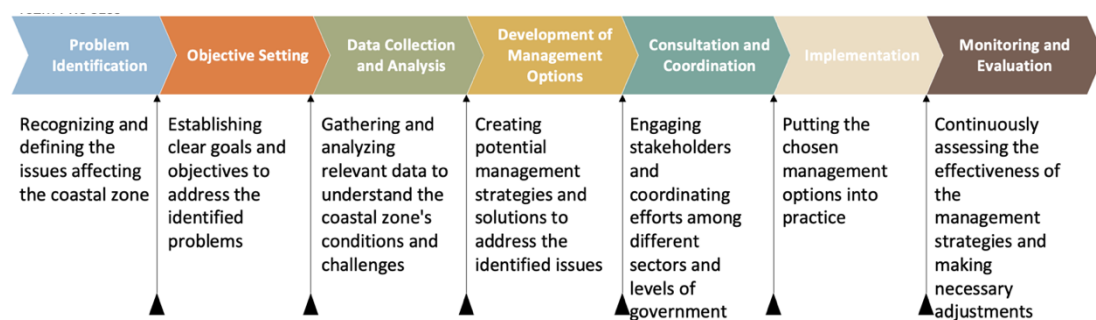 Problem
Identification
Objective Setting
Data Collection
and Analysis
Development of
Management
Options
Consultation and
Coordination
Implementation
Monitoring and
Evaluation
Recognizing and
defining the
issues affecting
the coastal zone
Establishing
clear goals and
objectives to
address the
identified
problems
Gathering and
analyzing
relevant data to
understand the
coastal zone's
conditions and
challenges
Creating
potential
management
strategies and
solutions to
address the
identified issues
Engaging
stakeholders
and
coordinating
efforts among
different
sectors and
levels of
government
Putting the
chosen
management
options into
practice
Continuously
assessing the
effectiveness of
the
management
strategies and
making
necessary
adjustments